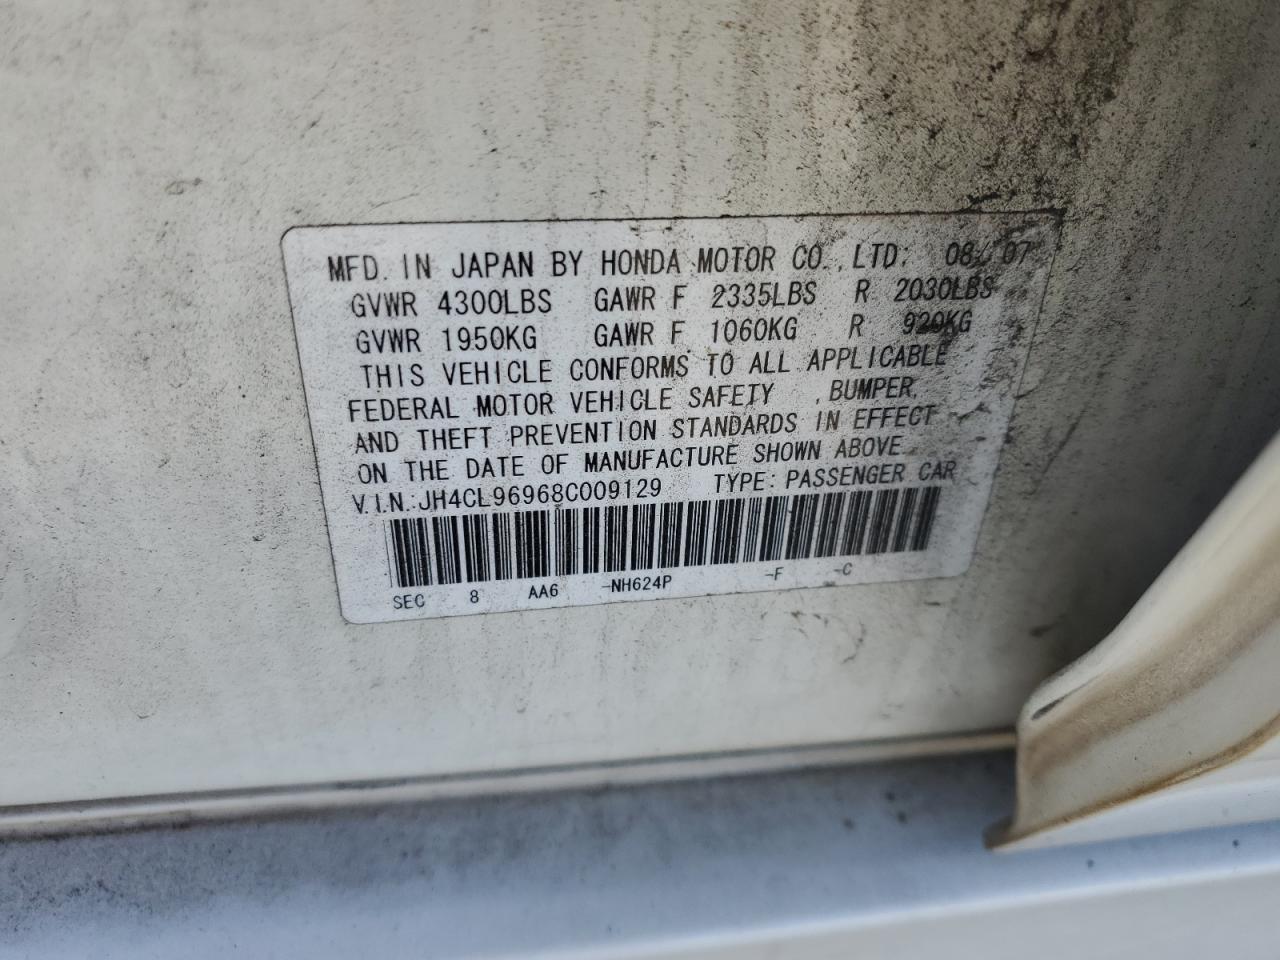 MFD. IN JAPAN BY HONDA MOTOR CO., LTD: 08/07
GVWR 4300LBS GAWR F 2335LBS R 2030LBS
GVWR 1950KG GAWR F 1060KG R 920KG
THIS VEHICLE CONFORMS TO ALL APPLICABLE
FEDERAL MOTOR VEHICLE SAFETY , BUMPER,
AND THEFT PREVENTION STANDARDS IN EFFECT
ON THE DATE OF MANUFACTURE SHOWN ABOVE.
V.I.N.: JH4CL96968C009129 TYPE: PASSENGER CAR
SEC 8 AA6 -NH624P -F -C